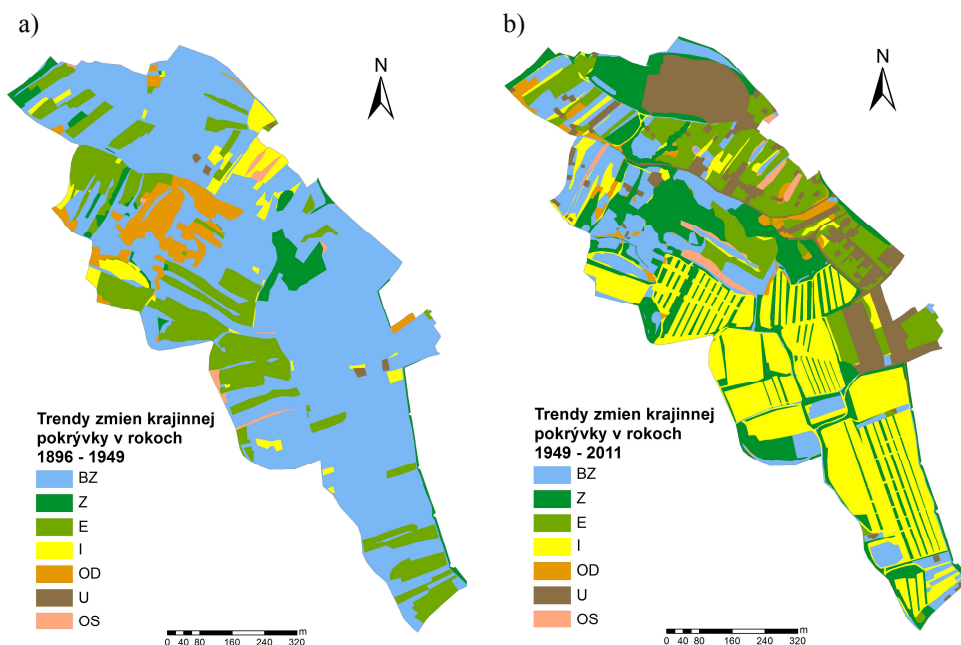 a)
N
Trendy zmien krajinnej
pokrývky v rokoch
1896 - 1949
BZ
Z
E
I
OD
U
OS
0 40 80 160 240 320 m
b)
N
Trendy zmien krajinnej
pokrývky v rokoch
1949 - 2011
BZ
Z
E
I
OD
U
OS
0 40 80 160 240 320 m